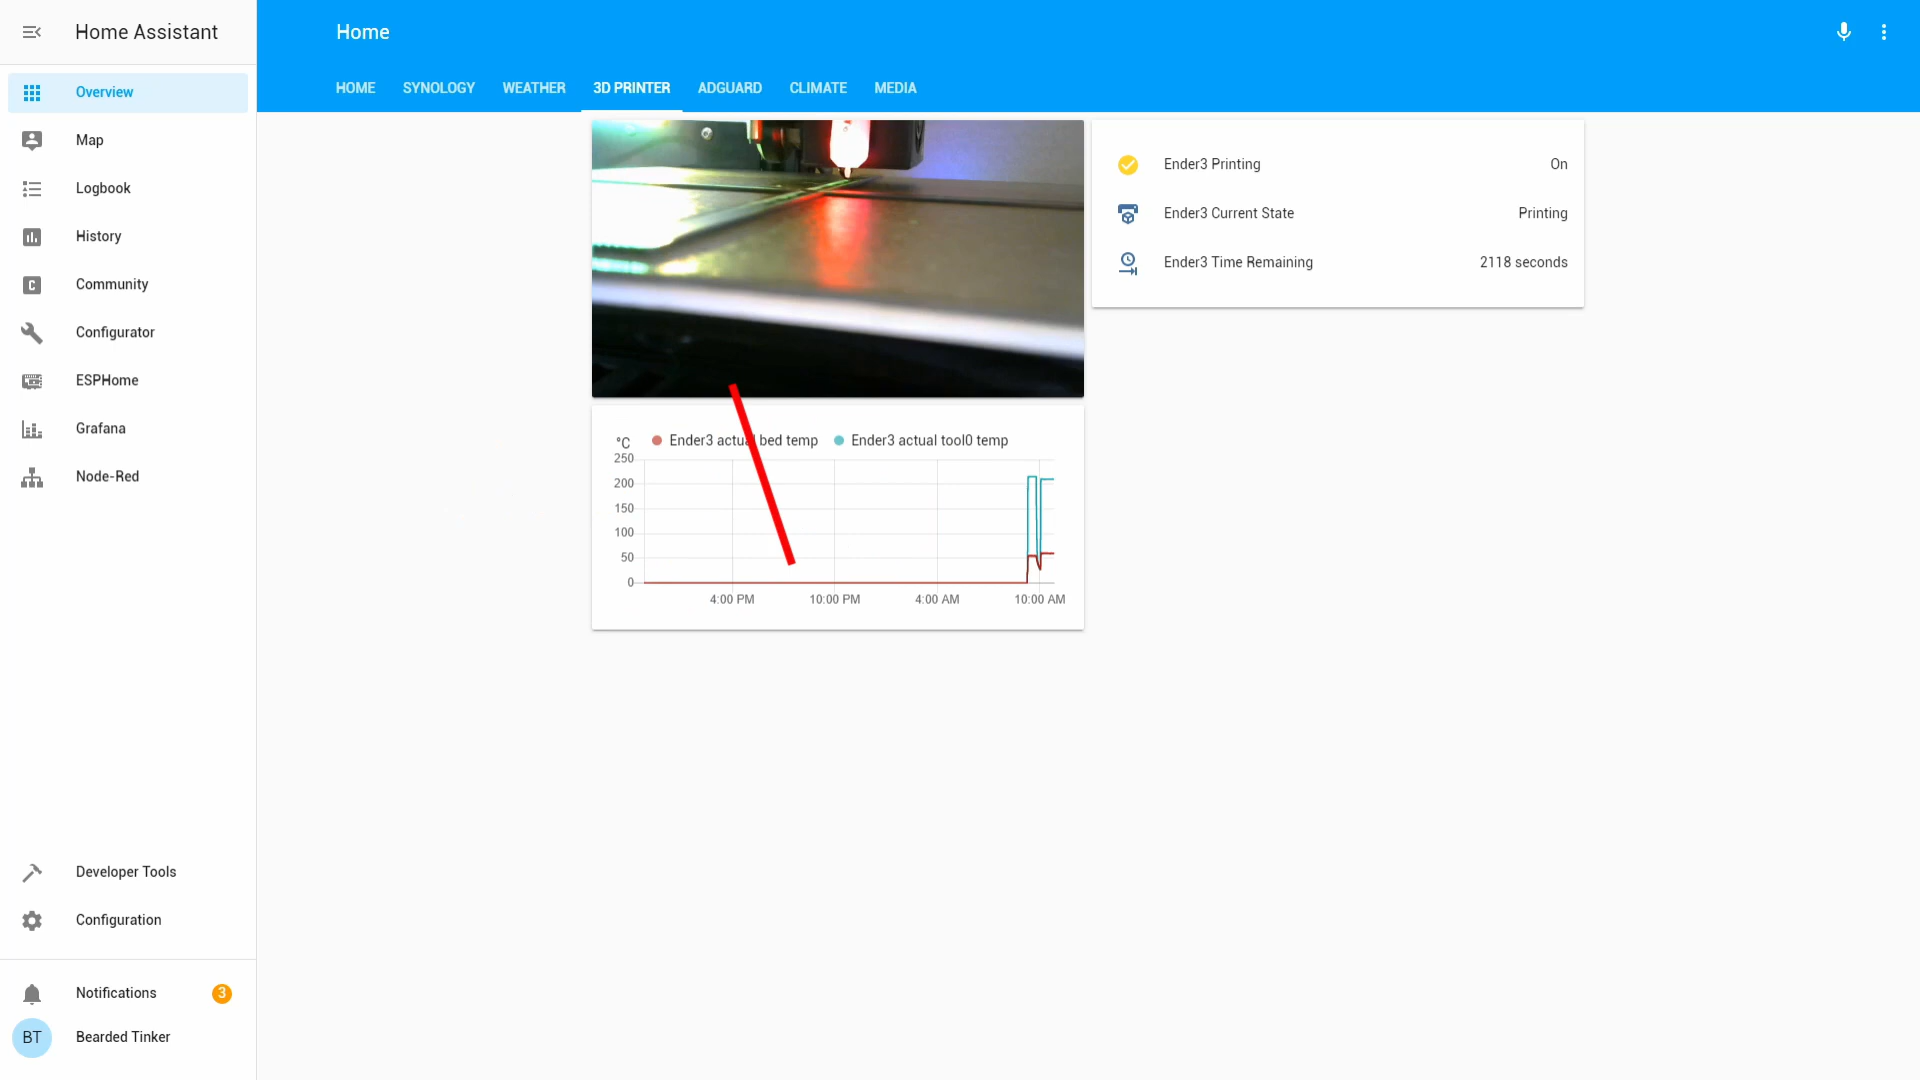 Home Assistant
Home
HOME SYNOLOGY WEATHER 3D PRINTER ADGUARD CLIMATE MEDIA
Overview
Map
Logbook
History
Community
Configurator
ESPHome
Grafana
Node-Red
Developer Tools
Configuration
Notifications 3
BT Bearded Tinker
Ender3 Printing On
Ender3 Current State Printing
Ender3 Time Remaining 2118 seconds
°C Ender3 actual bed temp Ender3 actual tool0 temp
250
200
150
100
50
0
4:00 PM 10:00 PM 4:00 AM 10:00 AM